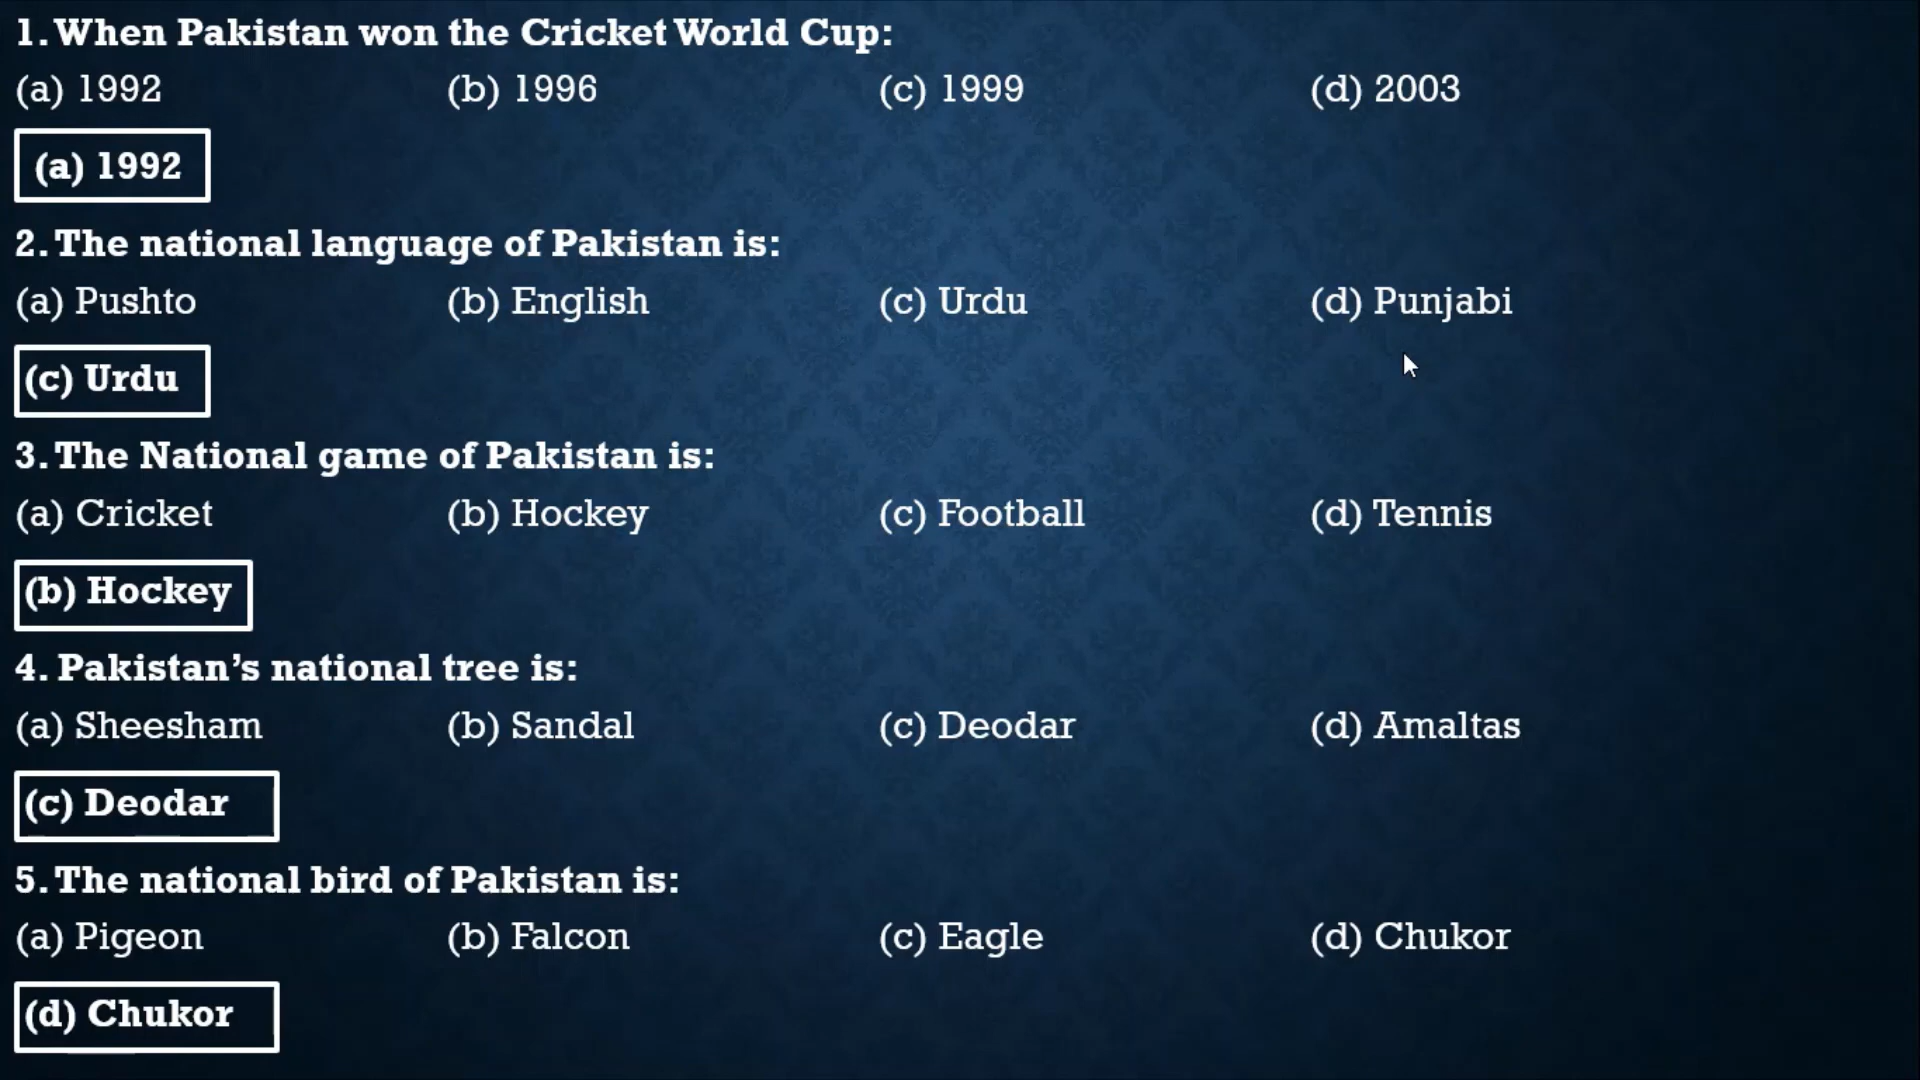 1. When Pakistan won the Cricket World Cup:
(a) 1992 (b) 1996 (c) 1999 (d) 2003
(a) 1992
2. The national language of Pakistan is:
(a) Pushto (b) English (c) Urdu (d) Punjabi
(c) Urdu
3. The National game of Pakistan is:
(a) Cricket (b) Hockey (c) Football (d) Tennis
(b) Hockey
4. Pakistan’s national tree is:
(a) Sheesham (b) Sandal (c) Deodar (d) Amaltas
(c) Deodar
5. The national bird of Pakistan is:
(a) Pigeon (b) Falcon (c) Eagle (d) Chukor
(d) Chukor